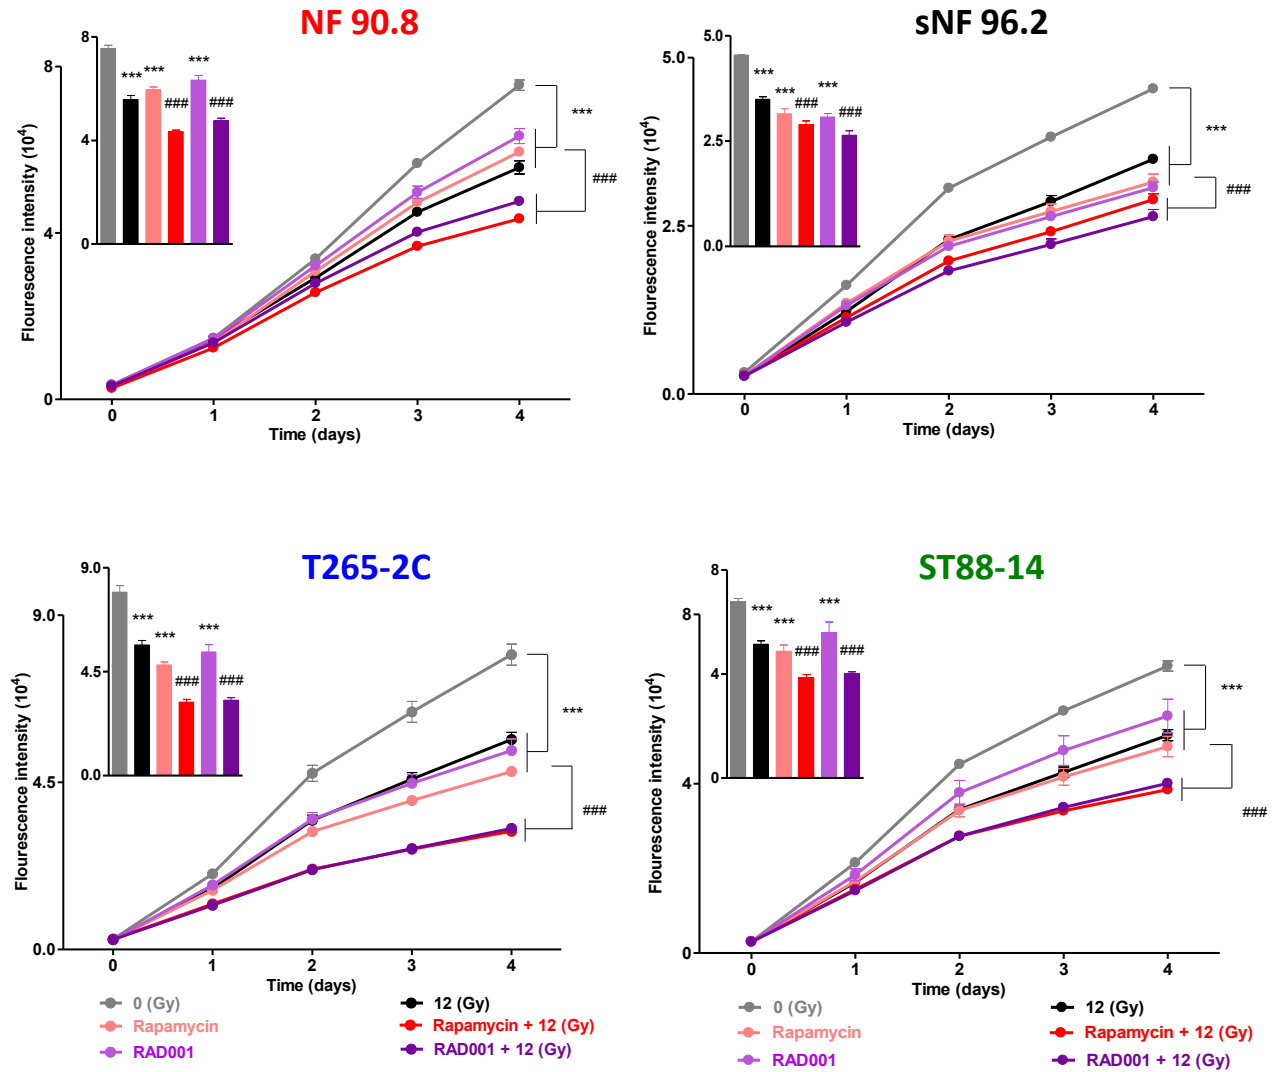 NF 90.8
8
4
0
***
***
###
***
###
8
4
0
Flourescence intensity (10⁴)
***
###
0 1 2 3 4
Time (days)
sNF 96.2
5.0
2.5
0.0
***
***
###
***
###
5.0
2.5
0.0
Flourescence intensity (10⁴)
***
###
0 1 2 3 4
Time (days)
T265-2C
9.0
4.5
0.0
***
***
###
***
###
9.0
4.5
0.0
Flourescence intensity (10⁴)
***
###
0 1 2 3 4
Time (days)
0 (Gy)
Rapamycin
RAD001
12 (Gy)
Rapamycin + 12 (Gy)
RAD001 + 12 (Gy)
ST88-14
8
4
0
***
***
###
***
###
8
4
0
Flourescence intensity (10⁴)
***
###
0 1 2 3 4
Time (days)
0 (Gy)
Rapamycin
RAD001
12 (Gy)
Rapamycin + 12 (Gy)
RAD001 + 12 (Gy)